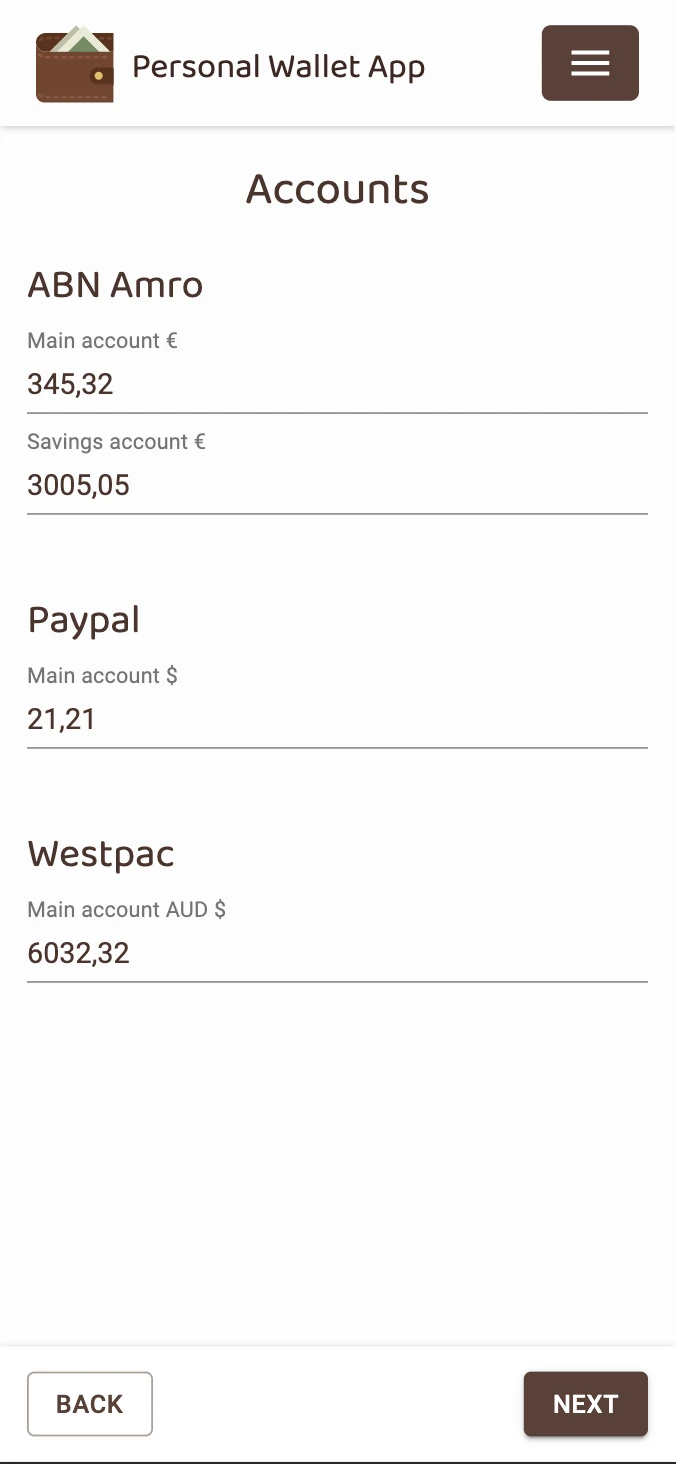 Personal Wallet App
Accounts
ABN Amro
Main account €
345,32
Savings account €
3005,05
Paypal
Main account $
21,21
Westpac
Main account AUD $
6032,32
BACK
NEXT